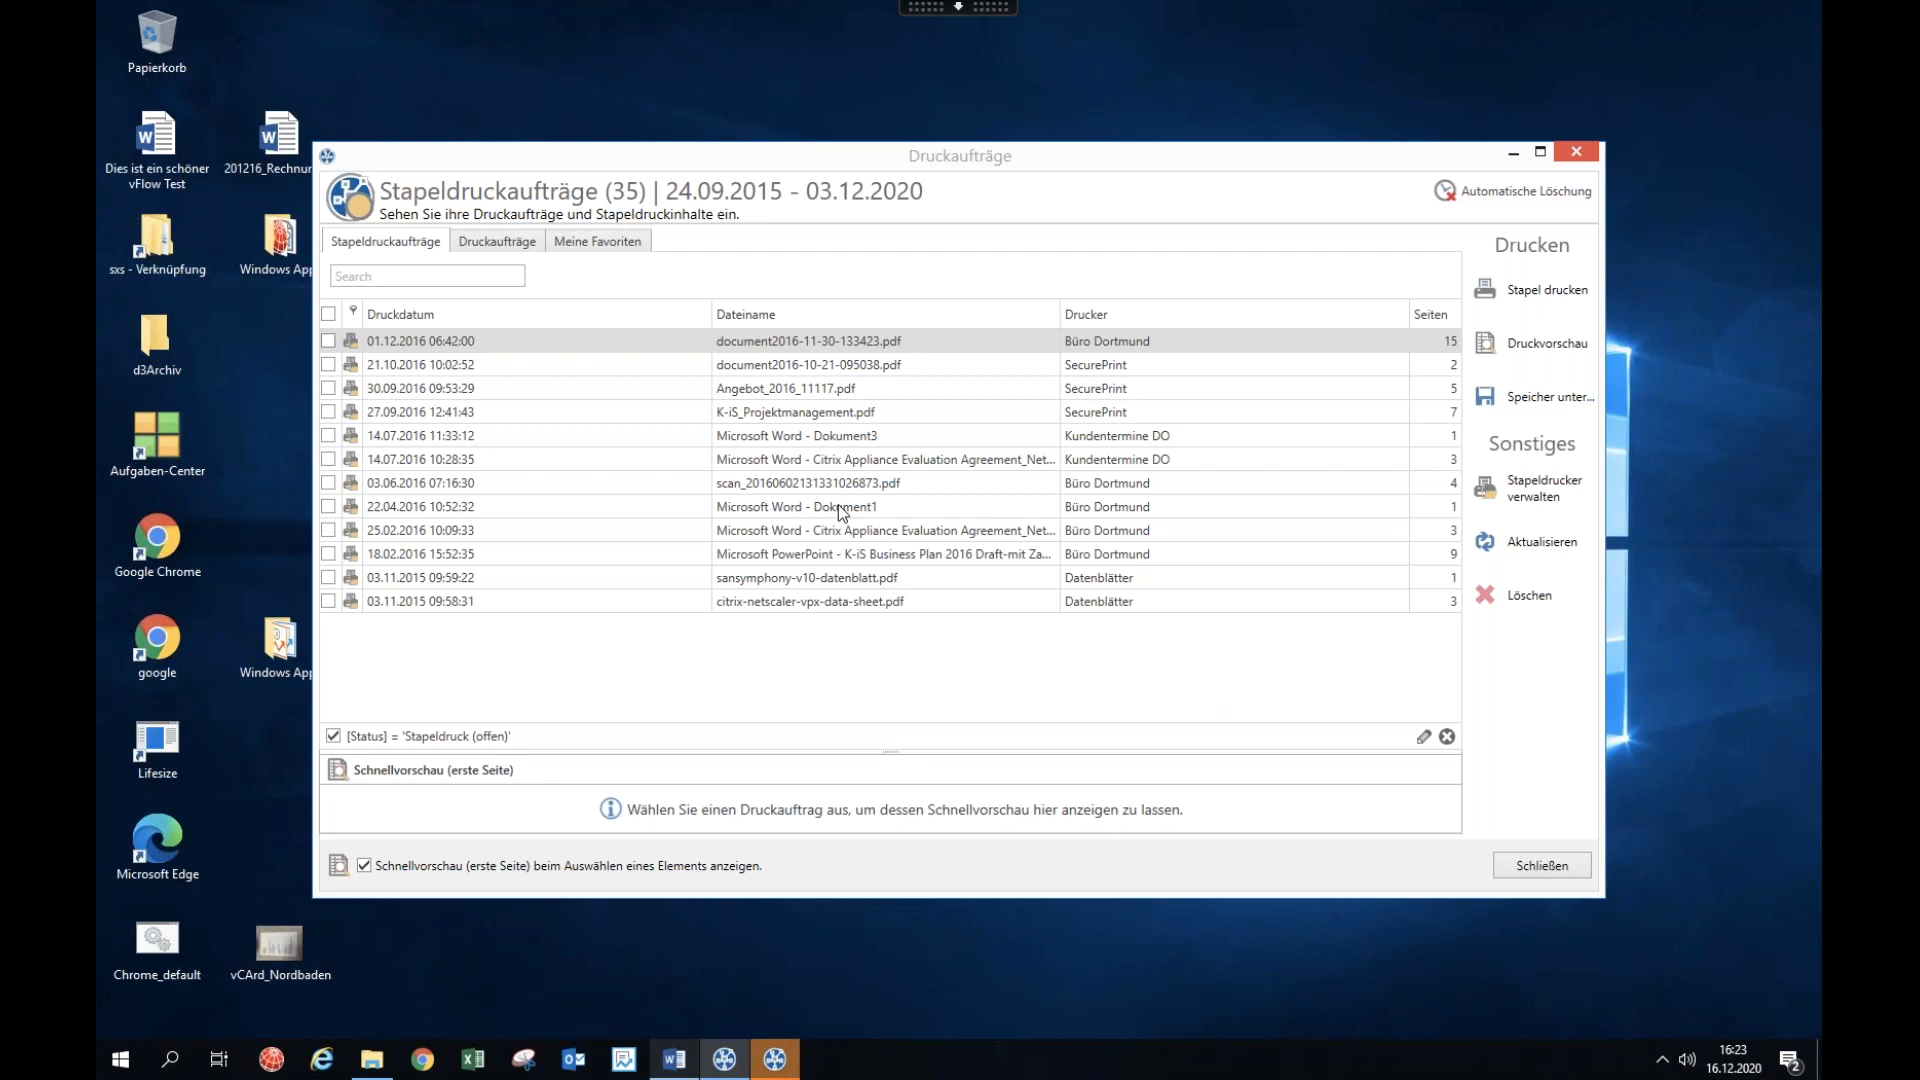 Papierkorb
Dies ist ein schöner
vFlow Test
201216_Rechnun
sxs - Verknüpfung
Windows App
d3Archiv
Aufgaben-Center
Google Chrome
google
Windows App
Lifesize
Microsoft Edge
Chrome_default
vCArd_Nordbaden
Druckaufträge
Stapeldruckaufträge (35) | 24.09.2015 - 03.12.2020
Sehen Sie ihre Druckaufträge und Stapeldruckinhalte ein.
Automatische Löschung
Stapeldruckaufträge Druckaufträge Meine Favoriten
Search
Druckdatum Dateiname Drucker Seiten
01.12.2016 06:42:00 document2016-11-30-133423.pdf Büro Dortmund 15
21.10.2016 10:02:52 document2016-10-21-095038.pdf SecurePrint 2
30.09.2016 09:53:29 Angebot_2016_11117.pdf SecurePrint 5
27.09.2016 12:41:43 K-iS_Projektmanagement.pdf SecurePrint 7
14.07.2016 11:33:12 Microsoft Word - Dokument3 Kundentermine DO 1
14.07.2016 10:28:35 Microsoft Word - Citrix Appliance Evaluation Agreement_Net... Kundentermine DO 3
03.06.2016 07:16:30 scan_20160602131331026873.pdf Büro Dortmund 4
22.04.2016 10:52:32 Microsoft Word - Dokument1 Büro Dortmund 1
25.02.2016 10:09:33 Microsoft Word - Citrix Appliance Evaluation Agreement_Net... Büro Dortmund 3
18.02.2016 15:52:35 Microsoft PowerPoint - K-iS Business Plan 2016 Draft-mit Za... Büro Dortmund 9
03.11.2015 09:59:22 sansymphony-v10-datenblatt.pdf Datenblätter 1
03.11.2015 09:58:31 citrix-netscaler-vpx-data-sheet.pdf Datenblätter 3
[Status] = 'Stapeldruck (offen)'
Schnellvorschau (erste Seite)
Wählen Sie einen Druckauftrag aus, um dessen Schnellvorschau hier anzeigen zu lassen.
Schnellvorschau (erste Seite) beim Auswählen eines Elements anzeigen.
Schließen
Drucken
Stapel drucken
Druckvorschau
Speicher unter...
Sonstiges
Stapeldrucker
verwalten
Aktualisieren
Löschen
16:23
16.12.2020
2